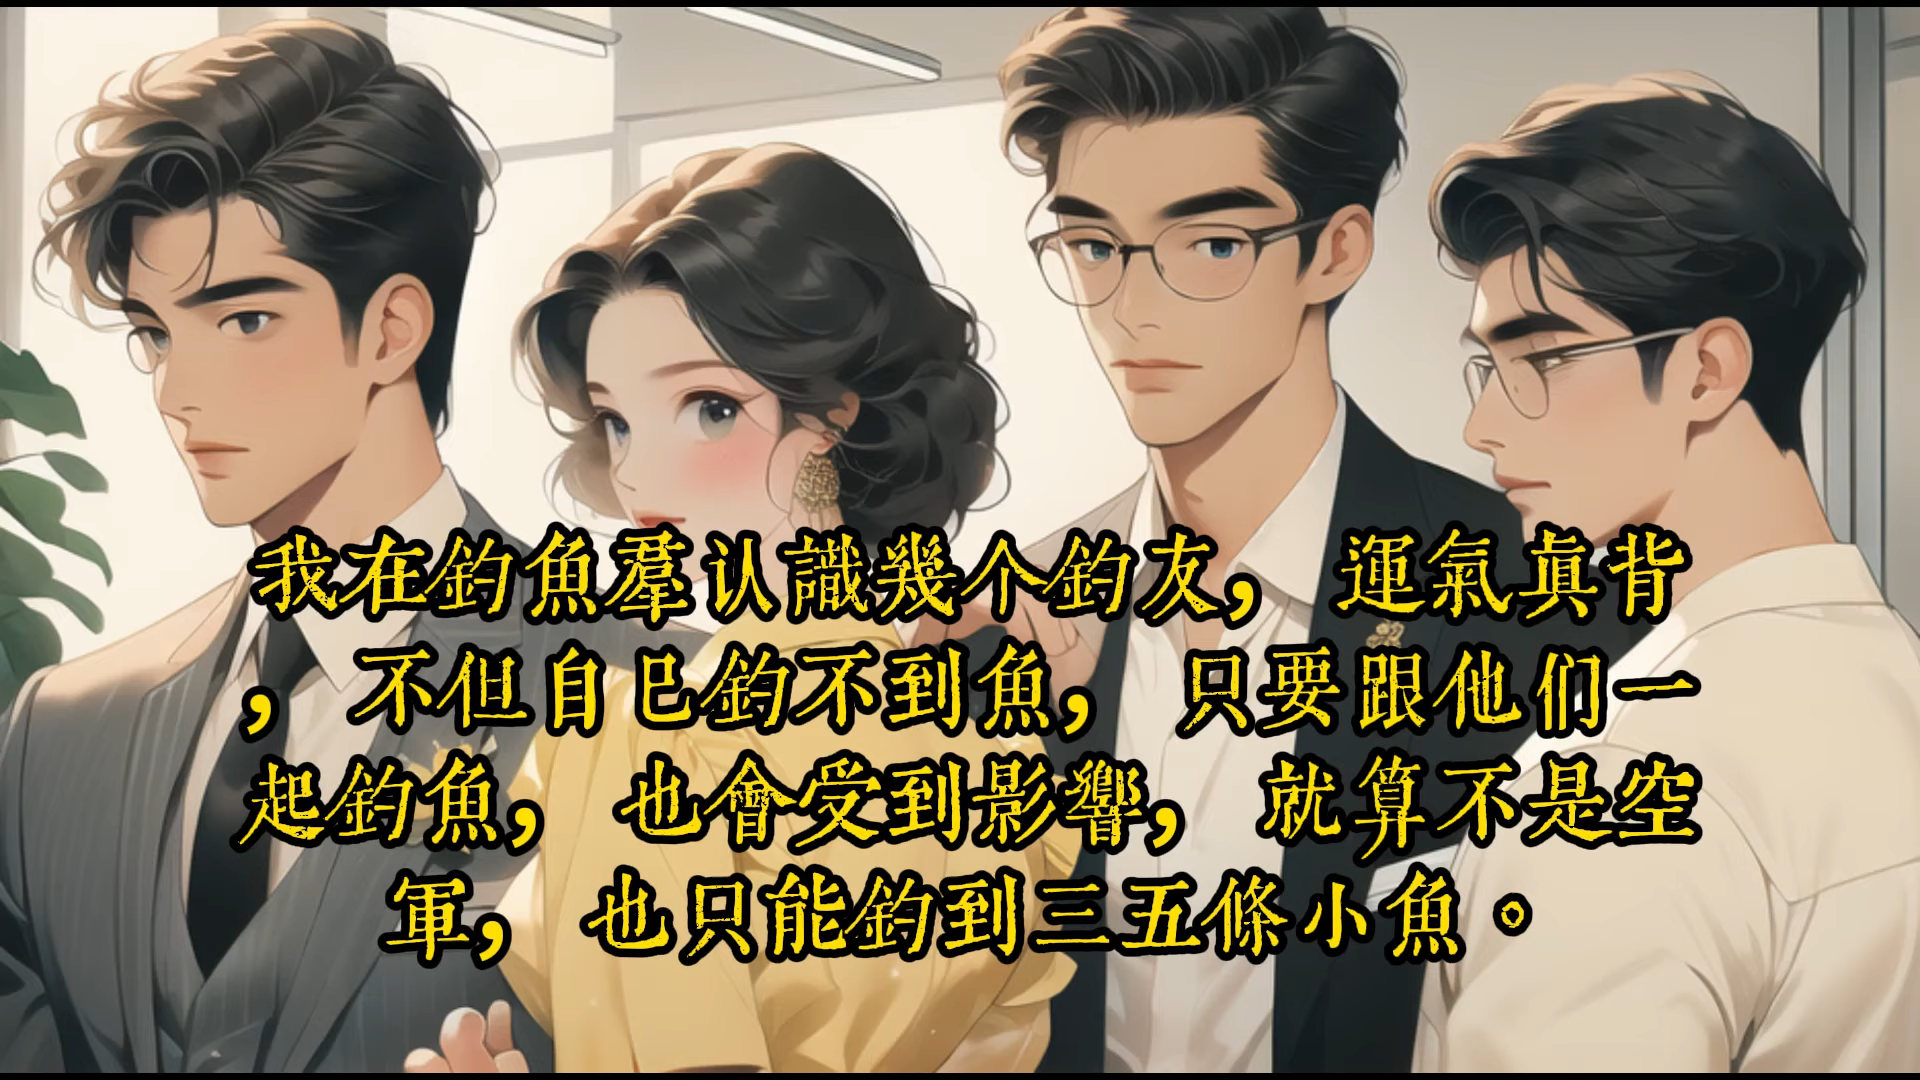 我在釣魚羣认識幾个釣友，運氣真背
，不但自已釣不到魚，只要跟他们一
起釣魚，也會受到影響，就算不是空
軍，也只能釣到三五條小魚。